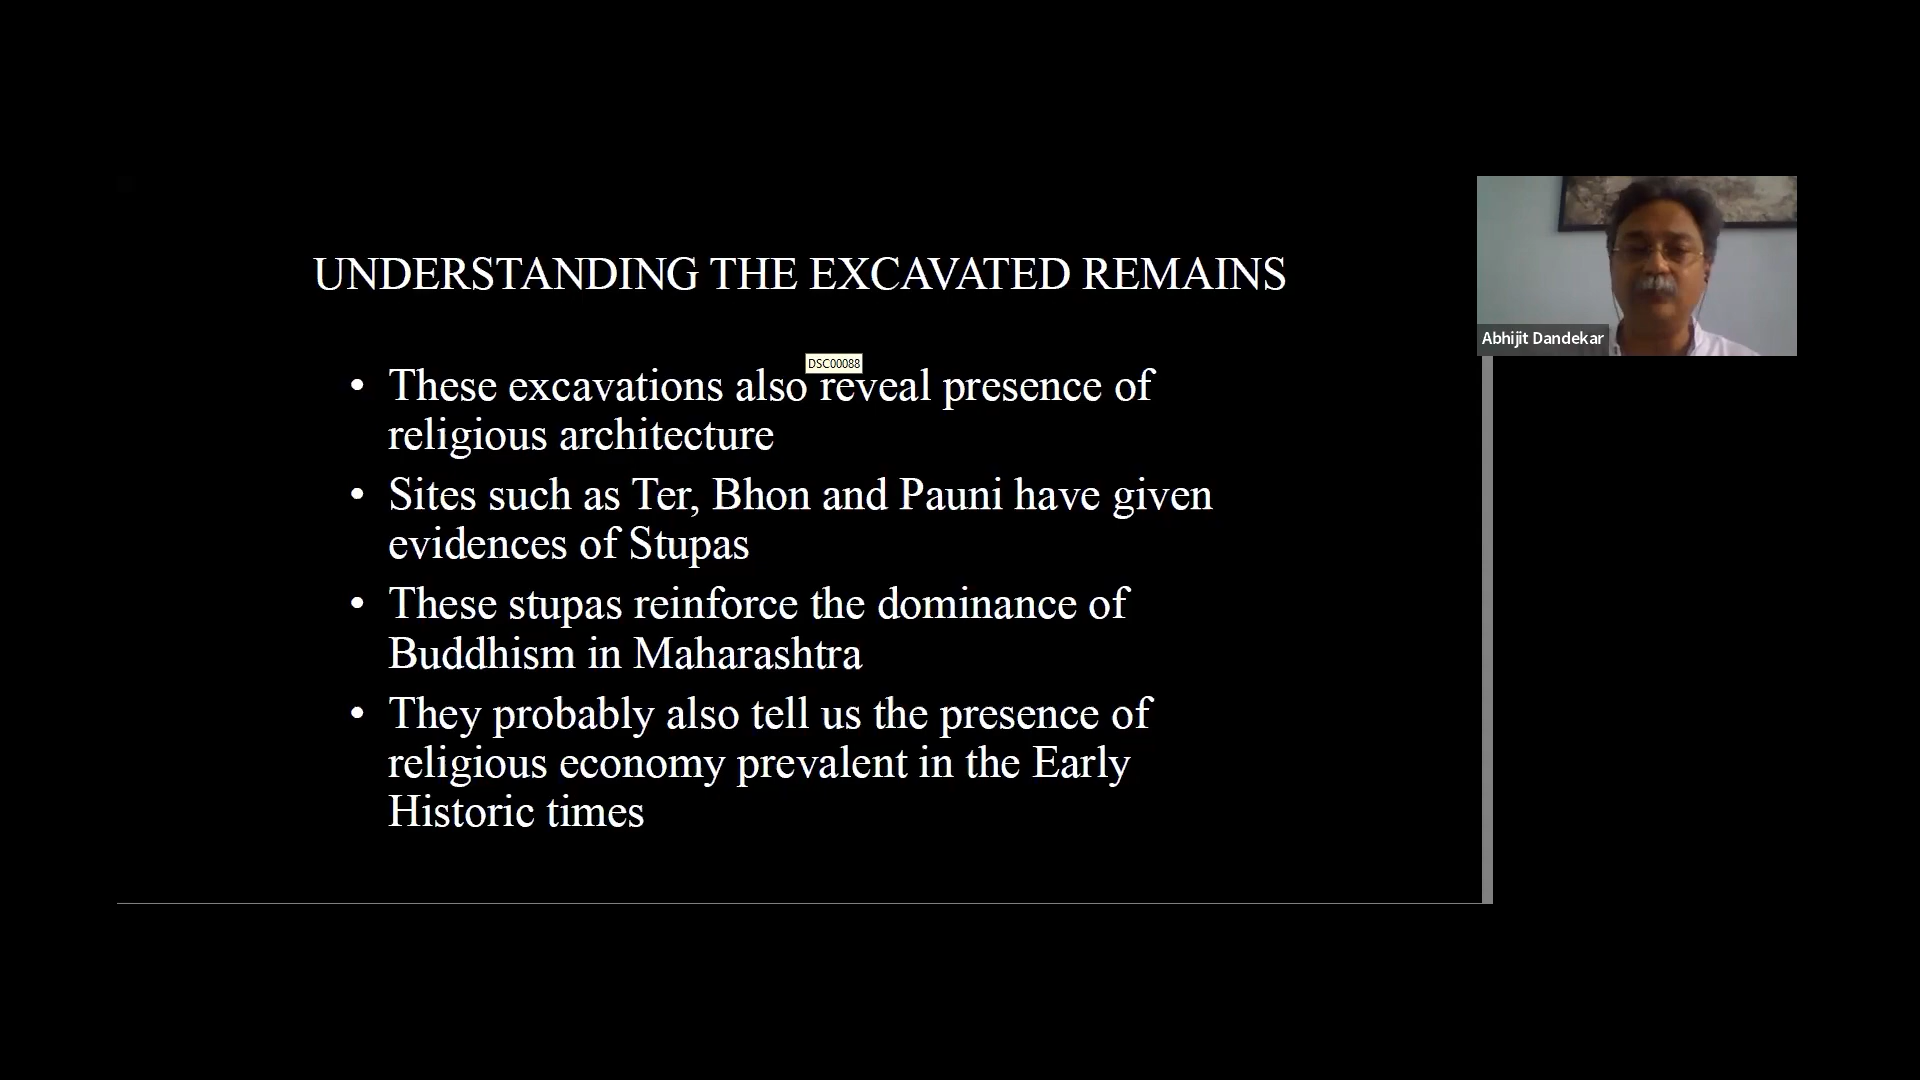 UNDERSTANDING THE EXCAVATED REMAINS
Abhijit Dandekar
DSC00088
• These excavations also reveal presence of
religious architecture
• Sites such as Ter, Bhon and Pauni have given
evidences of Stupas
• These stupas reinforce the dominance of
Buddhism in Maharashtra
• They probably also tell us the presence of
religious economy prevalent in the Early
Historic times